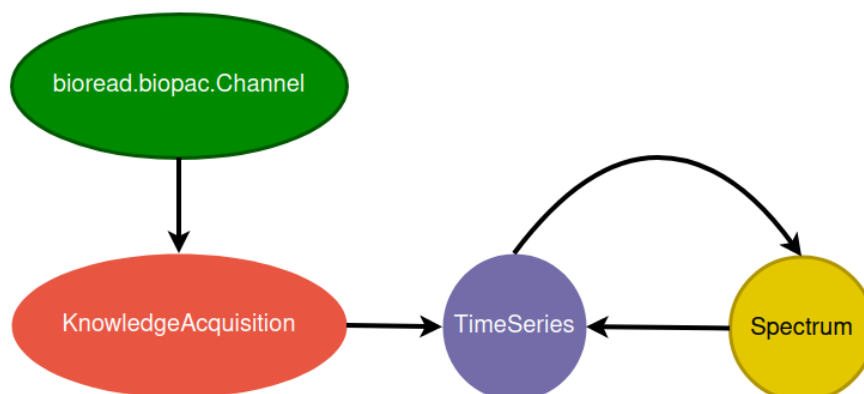 bioread.biopac.Channel
KnowledgeAcquisition
TimeSeries
Spectrum